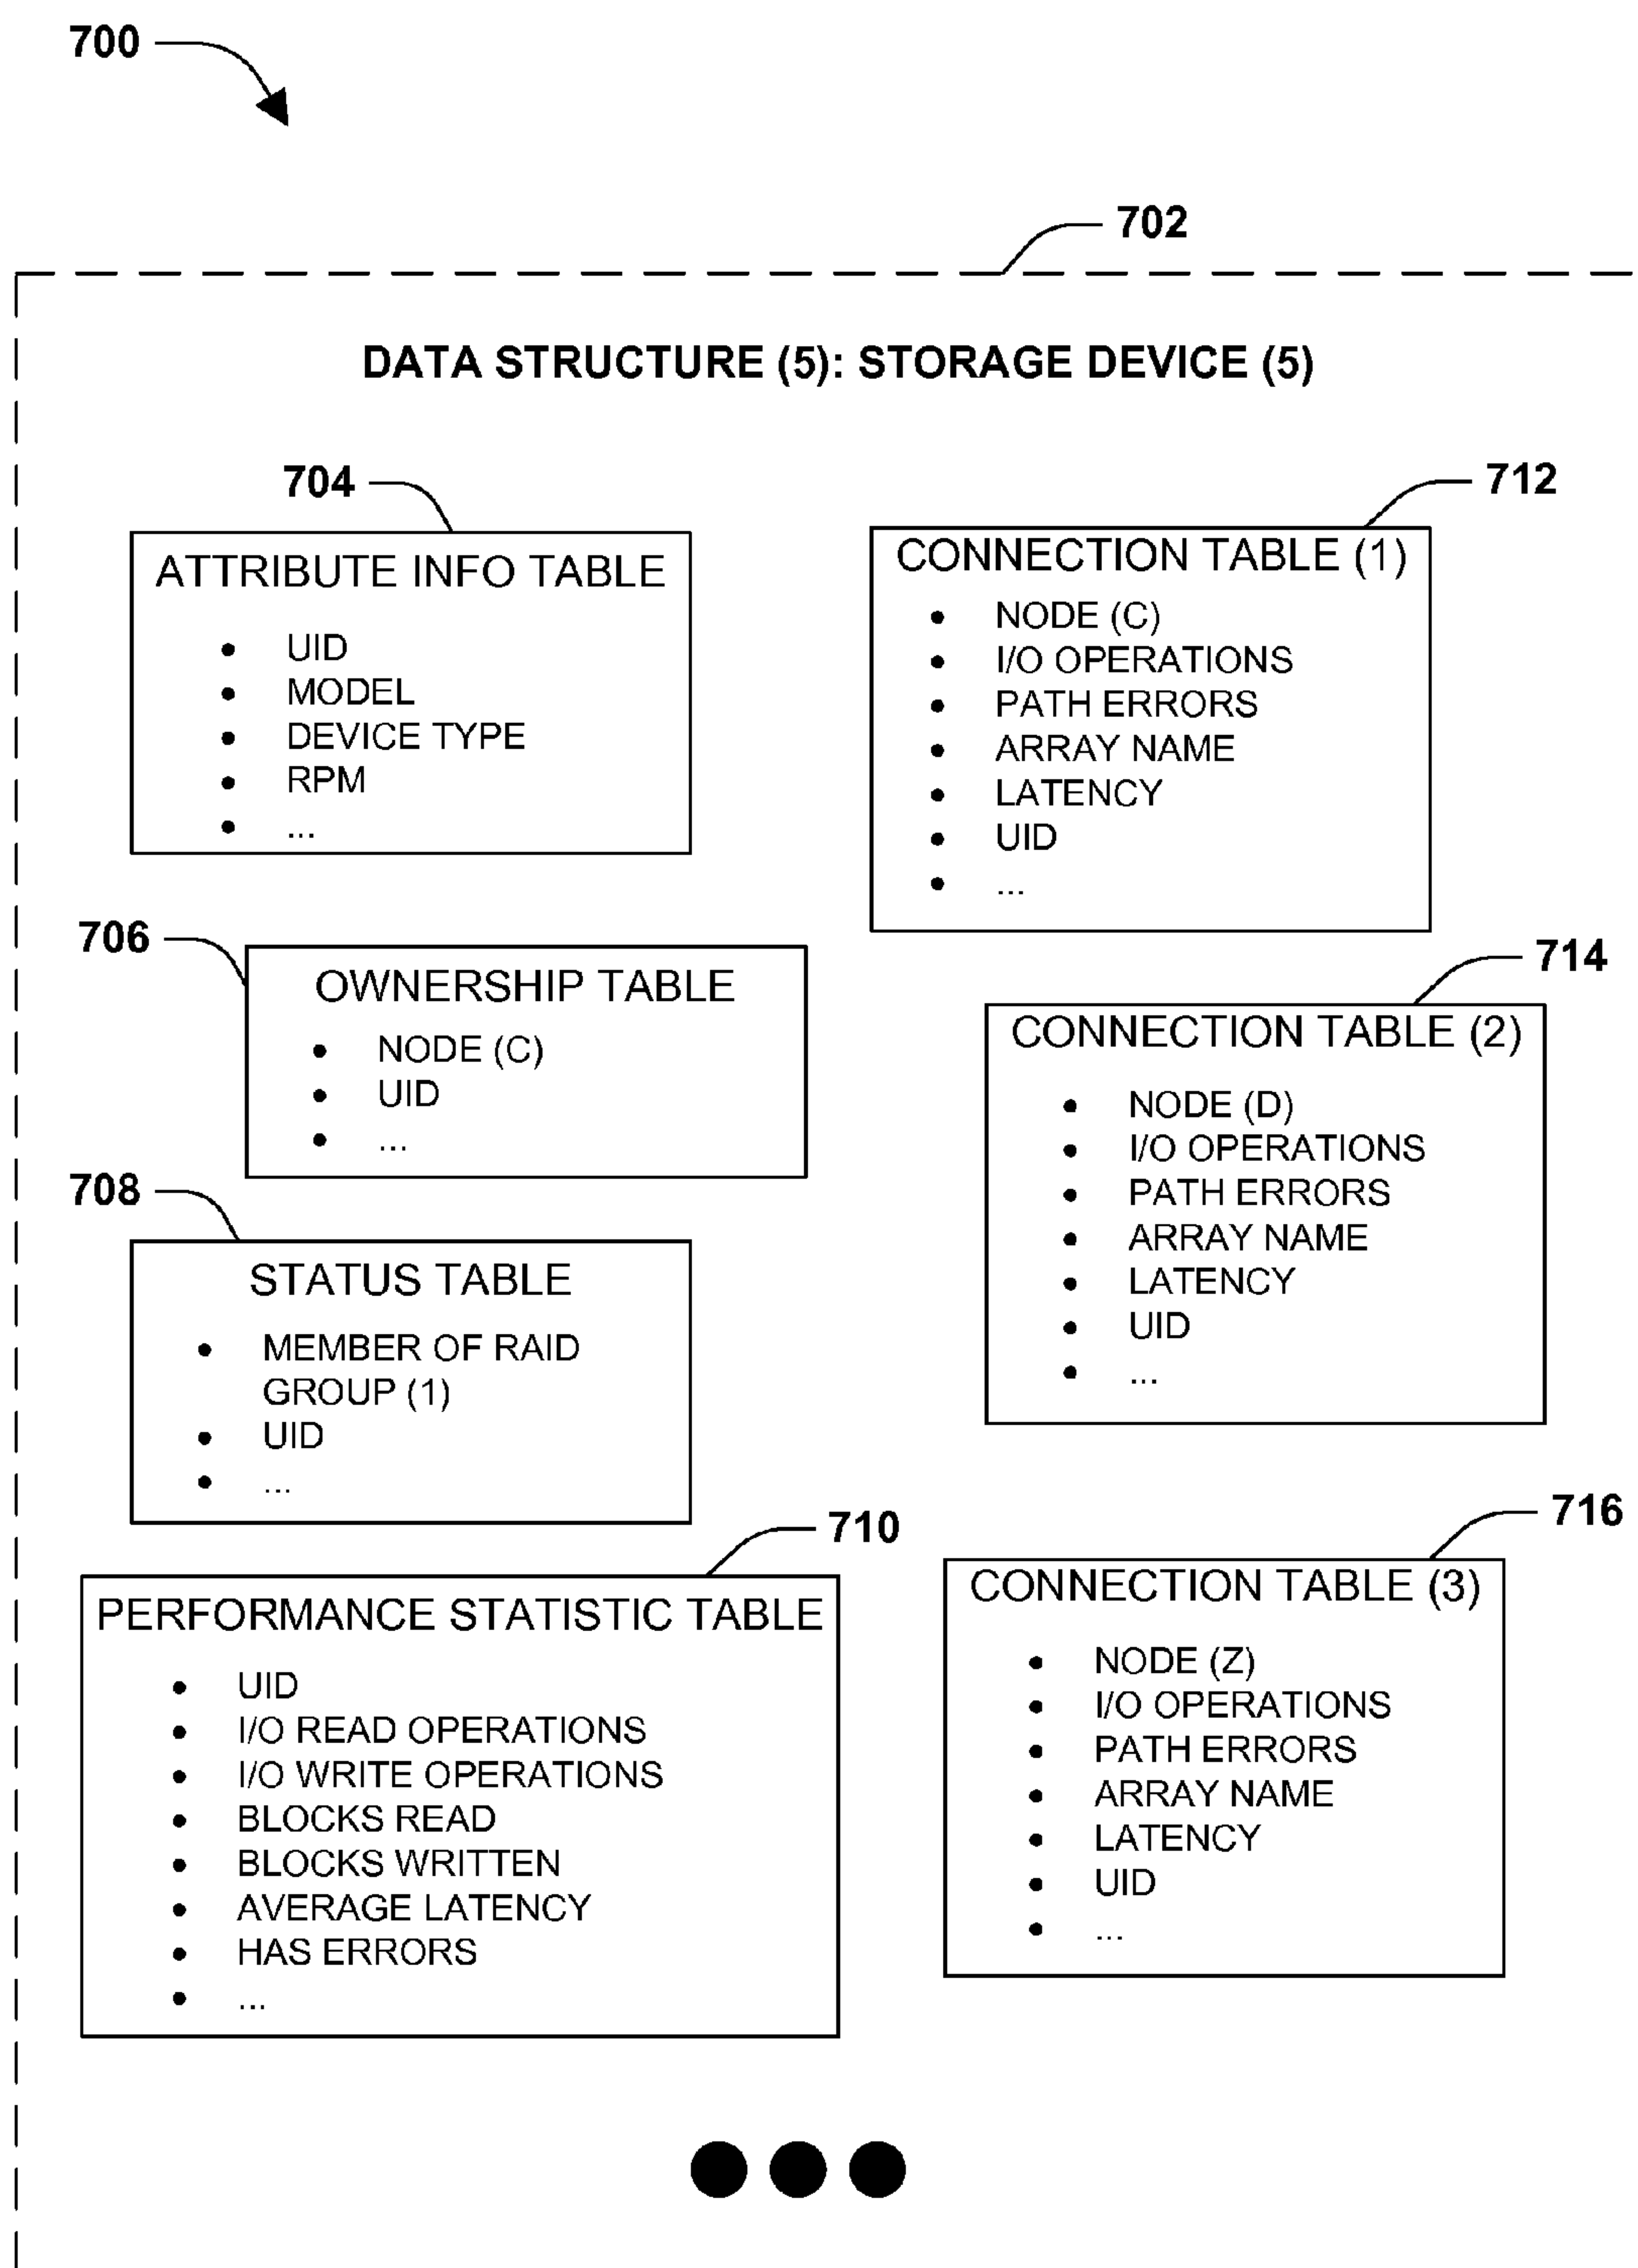 700
702
DATA STRUCTURE (5): STORAGE DEVICE (5)
704
ATTRIBUTE INFO TABLE
• UID
• MODEL
• DEVICE TYPE
• RPM
• ...
706
OWNERSHIP TABLE
• NODE (C)
• UID
• ...
708
STATUS TABLE
• MEMBER OF RAID
GROUP (1)
• UID
• ...
710
PERFORMANCE STATISTIC TABLE
• UID
• I/O READ OPERATIONS
• I/O WRITE OPERATIONS
• BLOCKS READ
• BLOCKS WRITTEN
• AVERAGE LATENCY
• HAS ERRORS
• ...
712
CONNECTION TABLE (1)
• NODE (C)
• I/O OPERATIONS
• PATH ERRORS
• ARRAY NAME
• LATENCY
• UID
• ...
714
CONNECTION TABLE (2)
• NODE (D)
• I/O OPERATIONS
• PATH ERRORS
• ARRAY NAME
• LATENCY
• UID
• ...
716
CONNECTION TABLE (3)
• NODE (Z)
• I/O OPERATIONS
• PATH ERRORS
• ARRAY NAME
• LATENCY
• UID
• ...